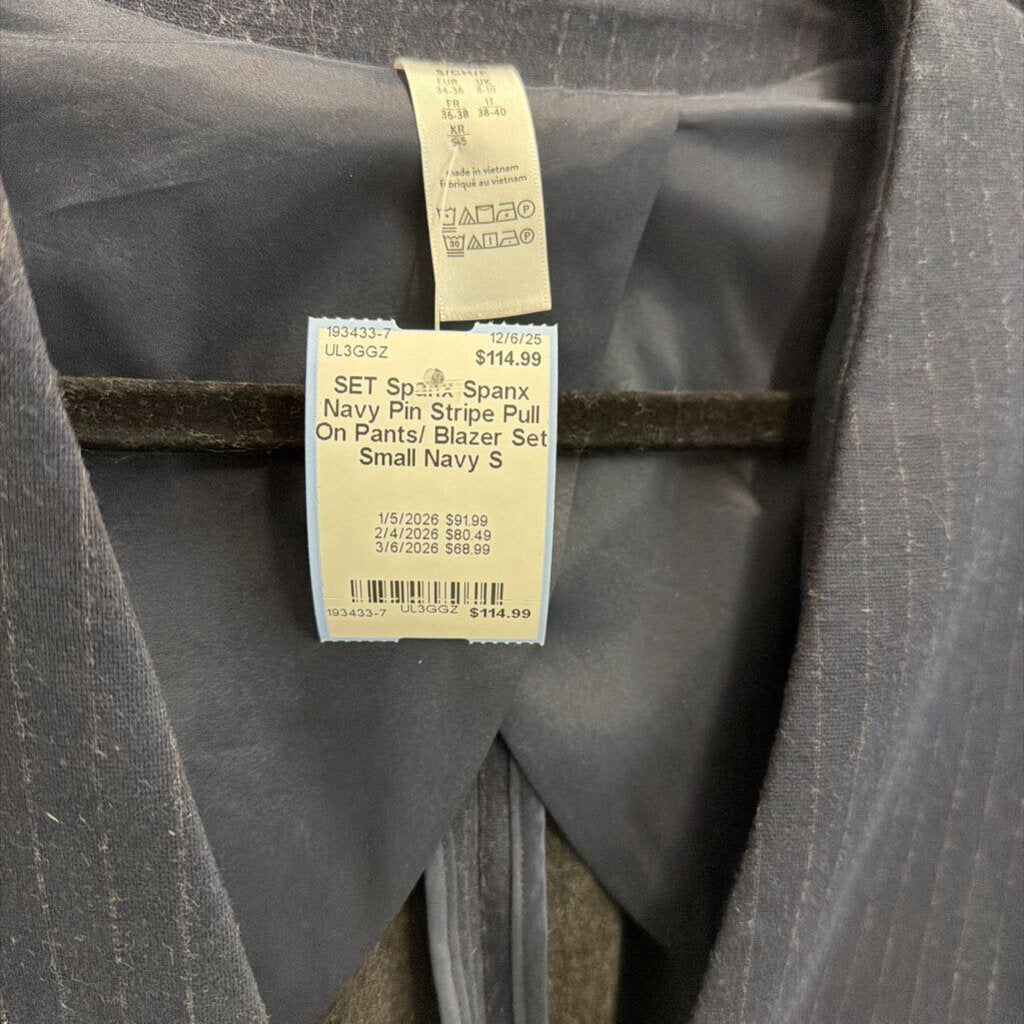 S/CH/P
EUR UK
34-36 8-10
FR IT
36-38 38-40
KR
made in vietnam
fabriqué au vietnam
P
30 P
193433-7 12/6/25
UL3GGZ $114.99
SET Spanx Spanx
Navy Pin Stripe Pull
On Pants/ Blazer Set
Small Navy S
1/5/2026 $91.99
2/4/2026 $80.49
3/6/2026 $68.99
193433-7 UL3GGZ $114.99